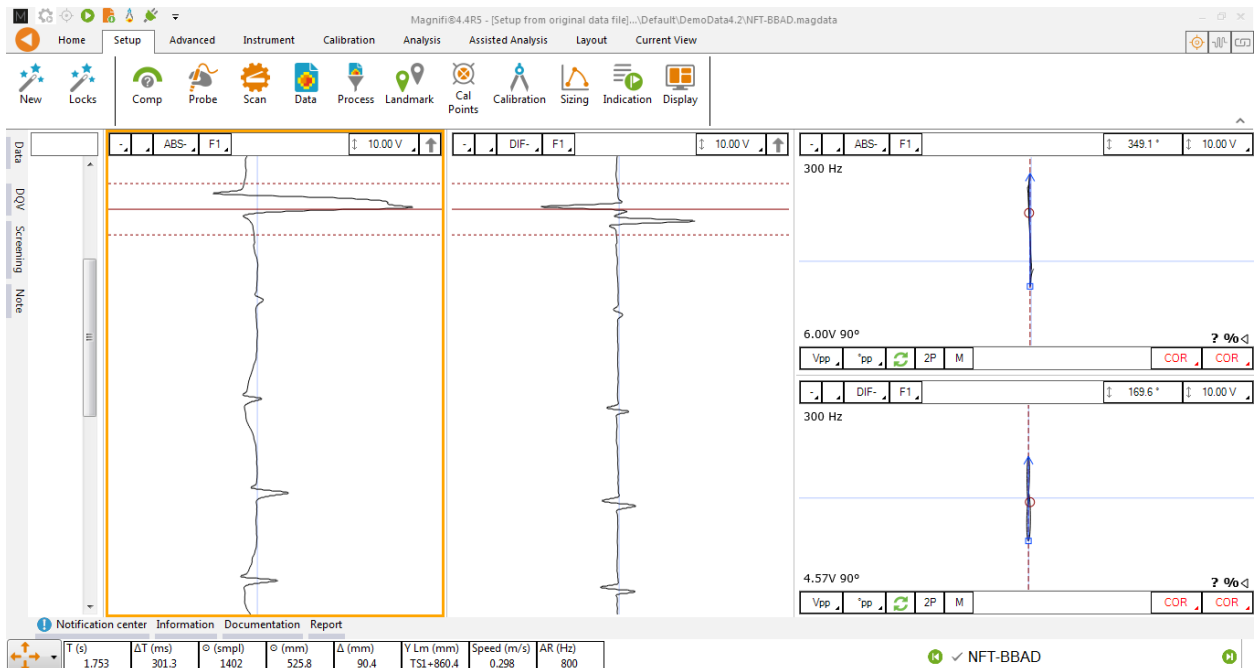 Magnifi®4.4R5 - [Setup from original data file]...\Default\DemoData4.2\NFT-BBAD.magdata
Home Setup Advanced Instrument Calibration Analysis Assisted Analysis Layout Current View
New Locks Comp Probe Scan Data Process Landmark Cal Points Calibration Sizing Indication Display
Data
DQV
Screening
Note
- ABS- F1 10.00 V
- DIF- F1 10.00 V
- ABS- F1 349.1 ° 10.00 V
300 Hz
6.00V 90° ? %
Vpp °pp 2P M COR COR
- DIF- F1 169.6 ° 10.00 V
300 Hz
4.57V 90° ? %
Vpp °pp 2P M COR COR
Notification center Information Documentation Report
T (s) ΔT (ms) ⊙ (smpl) ⊙ (mm) Δ (mm) Y Lm (mm) Speed (m/s) AR (Hz)
1.753 301.3 1402 525.8 90.4 TS1+860.4 0.298 800
NFT-BBAD